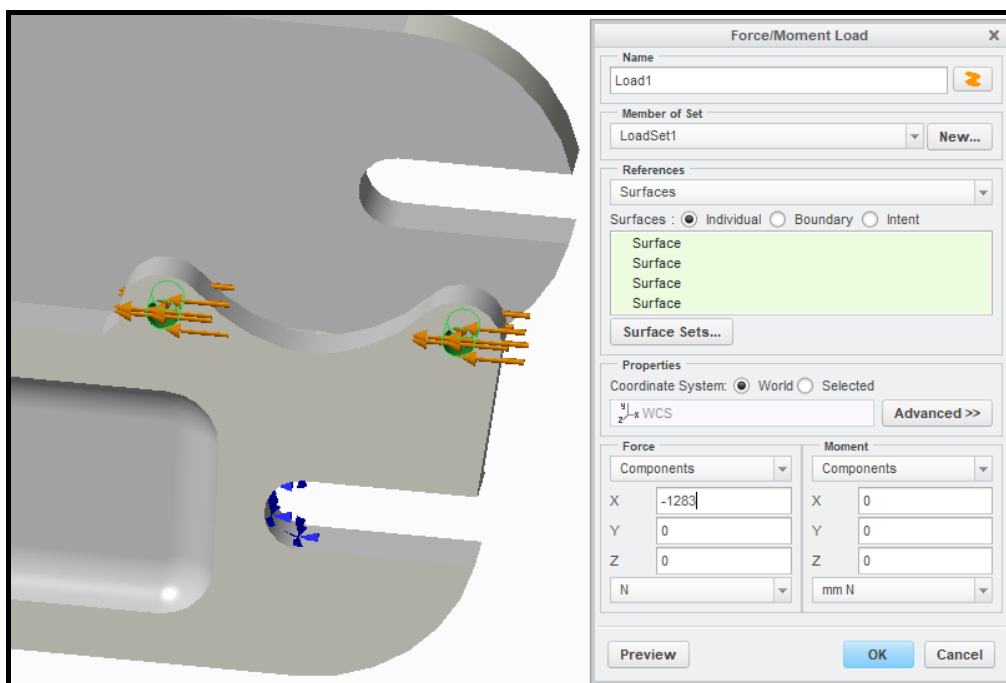 Force/Moment Load
Name
Load1
Member of Set
LoadSet1
New...
References
Surfaces
Surfaces : Individual Boundary Intent
Surface
Surface
Surface
Surface
Surface Sets...
Properties
Coordinate System: World Selected
y
z x WCS
Advanced >>
Force
Moment
Components
Components
X -1283 X 0
Y 0 Y 0
Z 0 Z 0
N mm N
Preview OK Cancel